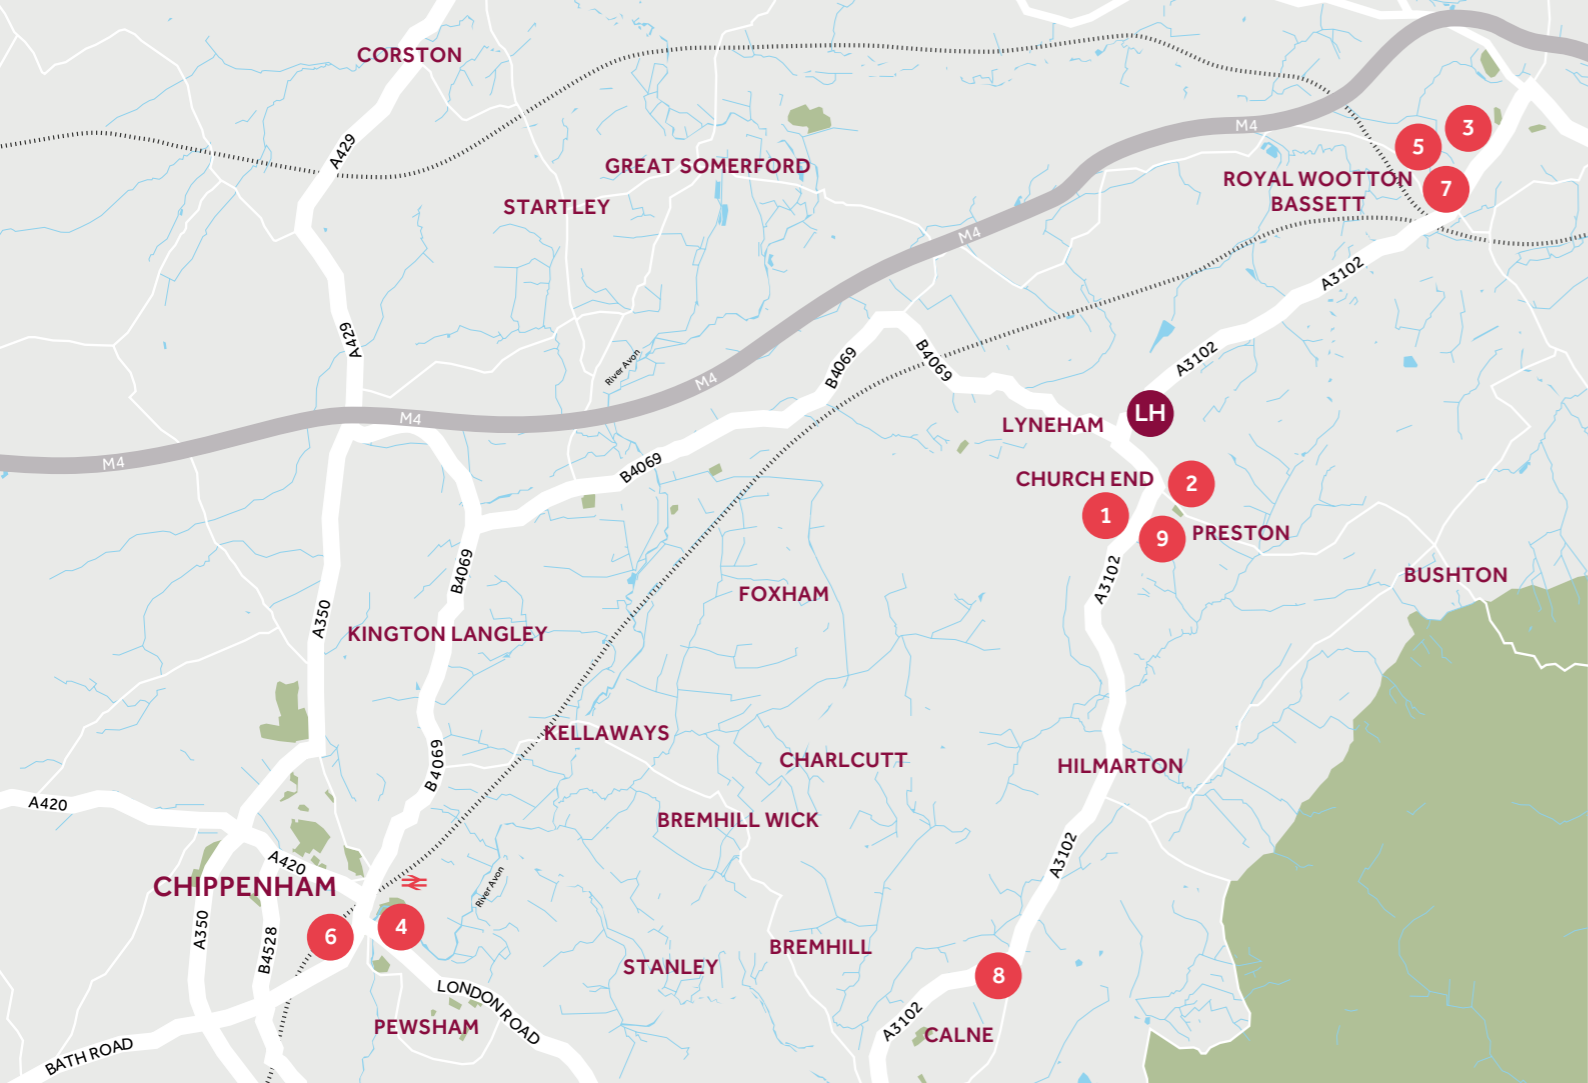 CORSTON
M4
3
5
A429
GREAT SOMERFORD
ROYAL WOOTTON
BASSETT
7
STARTLEY
M4
A3102
A429
B4069
B4069
A3102
River Avon
M4
M4
LH
LYNEHAM
M4
B4069
CHURCH END
2
1
9
PRESTON
B4069
A3102
BUSHTON
FOXHAM
A350
KINGTON LANGLEY
KELLAWAYS
CHARLCUTT
HILMARTON
B4069
A420
BREMHILL WICK
A3102
A420
CHIPPENHAM
River Avon
A350
6
4
B4528
BREMHILL
STANLEY
8
LONDON ROAD
PEWSHAM
A3102
CALNE
BATH ROAD